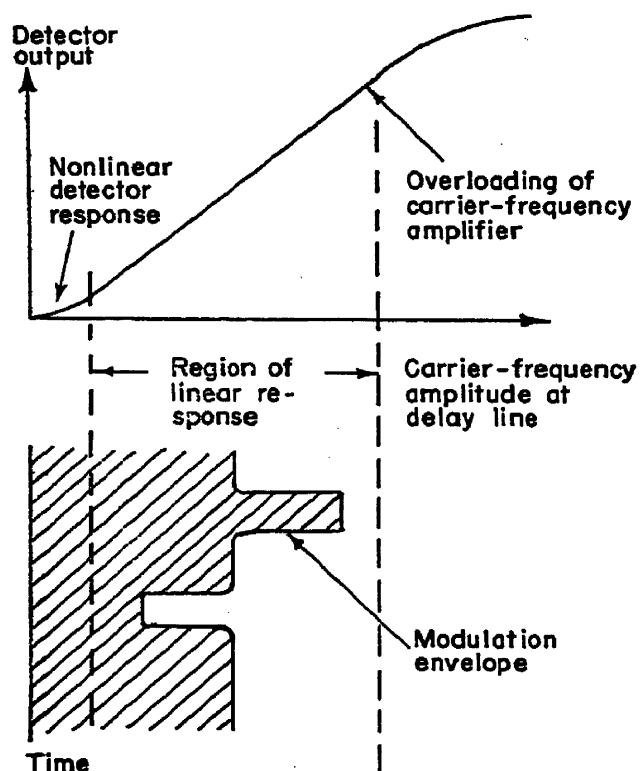 Detector
output
Nonlinear
detector
response
Overloading of
carrier-frequency
amplifier
Region of
linear re-
sponse
Carrier-frequency
amplitude at
delay line
Modulation
envelope
Time